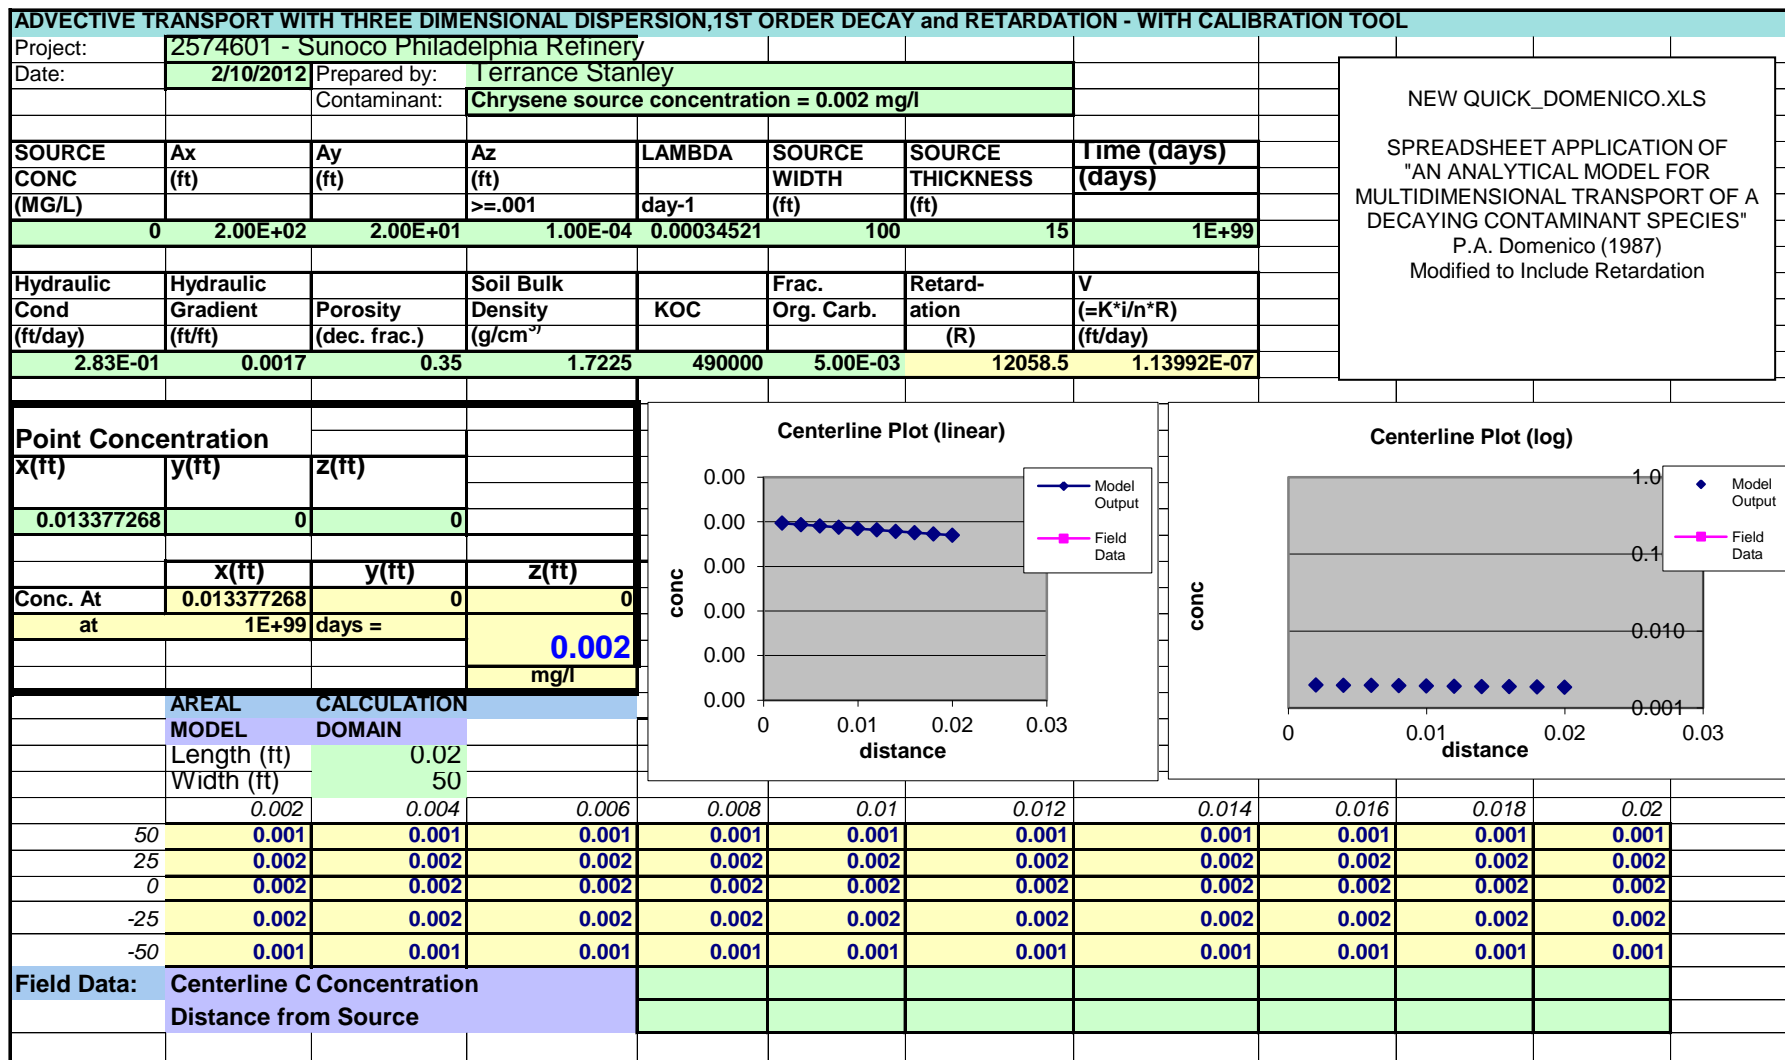 ADVECTIVE TRANSPORT WITH THREE DIMENSIONAL DISPERSION,1ST ORDER DECAY and RETARDATION - WITH CALIBRATION TOOL
Project: 2574601 - Sunoco Philadelphia Refinery
Date: 2/10/2012 Prepared by: Terrance Stanley
Contaminant: Chrysene source concentration = 0.002 mg/l
NEW QUICK_DOMENICO.XLS
SPREADSHEET APPLICATION OF
"AN ANALYTICAL MODEL FOR
MULTIDIMENSIONAL TRANSPORT OF A
DECAYING CONTAMINANT SPECIES"
P.A. Domenico (1987)
Modified to Include Retardation
SOURCE Ax Ay Az LAMBDA SOURCE SOURCE Time (days)
CONC (ft) (ft) (ft) WIDTH THICKNESS (days)
(MG/L) >=.001 day-1 (ft) (ft)
0 2.00E+02 2.00E+01 1.00E-04 0.00034521 100 15 1E+99
Hydraulic Hydraulic Soil Bulk Frac. Retard- V
Cond Gradient Porosity Density KOC Org. Carb. ation (=K*i/n*R)
(ft/day) (ft/ft) (dec. frac.) (g/cm³⁾ (R) (ft/day)
2.83E-01 0.0017 0.35 1.7225 490000 5.00E-03 12058.5 1.13992E-07
Point Concentration
x(ft) y(ft) z(ft)
0.013377268 0 0
x(ft) y(ft) z(ft)
Conc. At 0.013377268 0 0
at 1E+99 days =
0.002
mg/l
Centerline Plot (linear)
0.00
0.00
0.00
0.00
0.00
0.00
conc
0 0.01 0.02 0.03
distance
Model
Output
Field
Data
Centerline Plot (log)
1.0
0.1
0.010
0.001
conc
0 0.01 0.02 0.03
distance
Model
Output
Field
Data
AREAL CALCULATION
MODEL DOMAIN
Length (ft) 0.02
Width (ft) 50
0.002 0.004 0.006 0.008 0.01 0.012 0.014 0.016 0.018 0.02
50 0.001 0.001 0.001 0.001 0.001 0.001 0.001 0.001 0.001 0.001
25 0.002 0.002 0.002 0.002 0.002 0.002 0.002 0.002 0.002 0.002
0 0.002 0.002 0.002 0.002 0.002 0.002 0.002 0.002 0.002 0.002
-25 0.002 0.002 0.002 0.002 0.002 0.002 0.002 0.002 0.002 0.002
-50 0.001 0.001 0.001 0.001 0.001 0.001 0.001 0.001 0.001 0.001
Field Data: Centerline C Concentration
Distance from Source